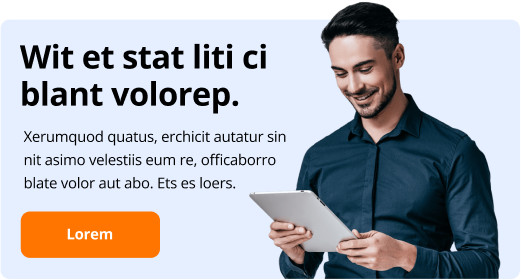 Wit et stat liti ci
blant volorep.
Xerumquod quatus, erchicit autatur sin
nit asimo velestiis eum re, officaborro
blate volor aut abo. Ets es loers.
Lorem